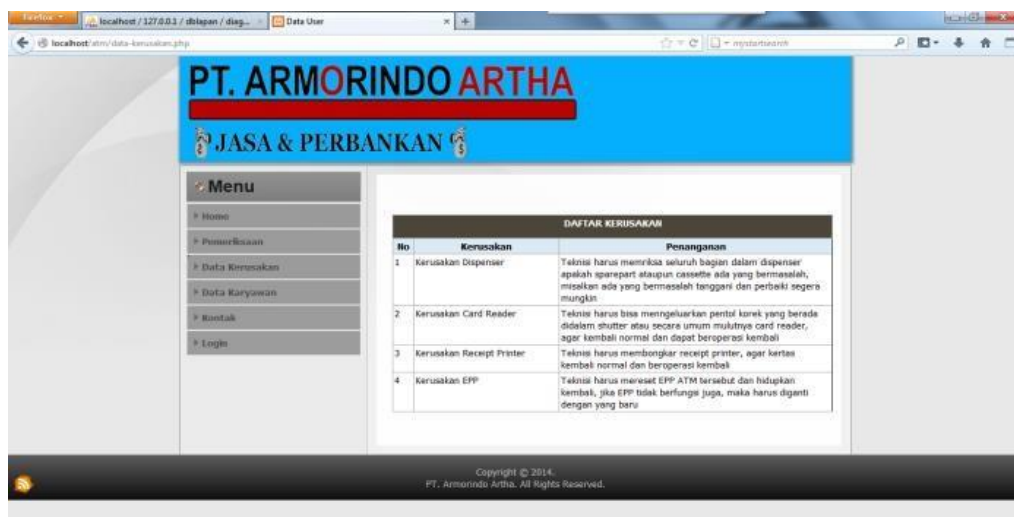 Firefox
localhost / 127.0.0.1 / dblapan / diag...
Data User
localhost/atm/data-kerusakan.php
mystartsearch
PT. ARMORINDO ARTHA
JASA & PERBANKAN
Menu
Home
Pemeriksaan
Data Kerusakan
Data Karyawan
Kontak
Login
DAFTAR KERUSAKAN
No Kerusakan Penanganan
1 Kerusakan Dispenser Teknisi harus memriksa seluruh bagian dalam dispenser
apakah sparepart ataupun cassette ada yang bermasalah,
misalkan ada yang bermasalah tanggani dan perbaiki segera
mungkin
2 Kerusakan Card Reader Teknisi harus bisa menngeluarkan pentol korek yang berada
didalam shutter atau secara umum mulutnya card reader,
agar kembali normal dan dapat beroperasi kembali
3 Kerusakan Receipt Printer Teknisi harus membongkar receipt printer, agar kertas
kembali normal dan beroperasi kembali
4 Kerusakan EPP Teknisi harus mereset EPP ATM tersebut dan hidupkan
kembali, jika EPP tidak berfungsi juga, maka harus diganti
dengan yang baru
Copyright © 2014.
PT. Armorindo Artha. All Rights Reserved.